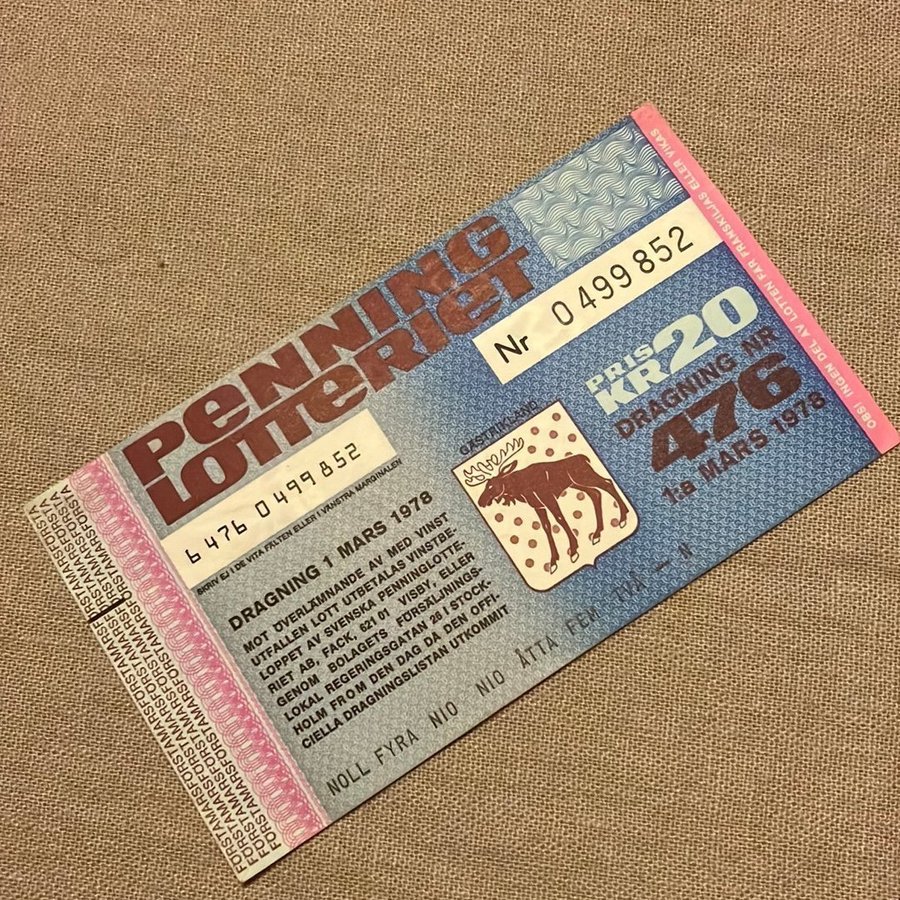 PENNING
LOTTERIET
Nr 0499852
6476 0499852
SKRIV EJ I DE VITA FÄLTEN ELLER I VÄNSTRA MARGINALEN
DRAGNING 1 MARS 1978
MOT ÖVERLÄMNANDE AV MED VINST
UTFALLEN LOTT UTBETALAS VINSTBE-
LOPPET AV SVENSKA PENNINGLOTTE-
RIET AB, FACK, 621 01 VISBY, ELLER
GENOM BOLAGETS FÖRSÄLJNINGS-
LOKAL REGERINGSGATAN 28 I STOCK-
HOLM FROM DEN DAG DA DEN OFFI-
CIELLA DRAGNINGSLISTAN UTKOMMIT
NOLL FYRA NIO NIO ÅTTA FEM TVÅ - N
GÄSTRIKLAND
PRIS
KR 20
DRAGNING NR
476
1:a MARS 1978
OBS! INGEN DEL AV LOTTEN FÅR FRÅNSKILJAS ELLER VIKAS